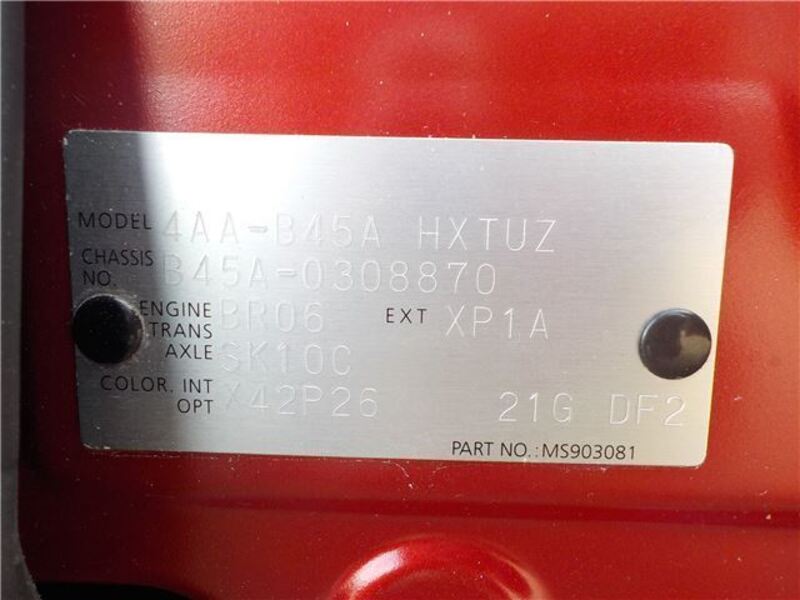 MODEL 4AA-B45A HXTUZ
CHASSIS NO. B45A-0308870
ENGINE BR06 EXT XP1A
TRANS AXLE SK10C
COLOR. INT OPT X42P26 21G DF2
PART NO.:MS903081